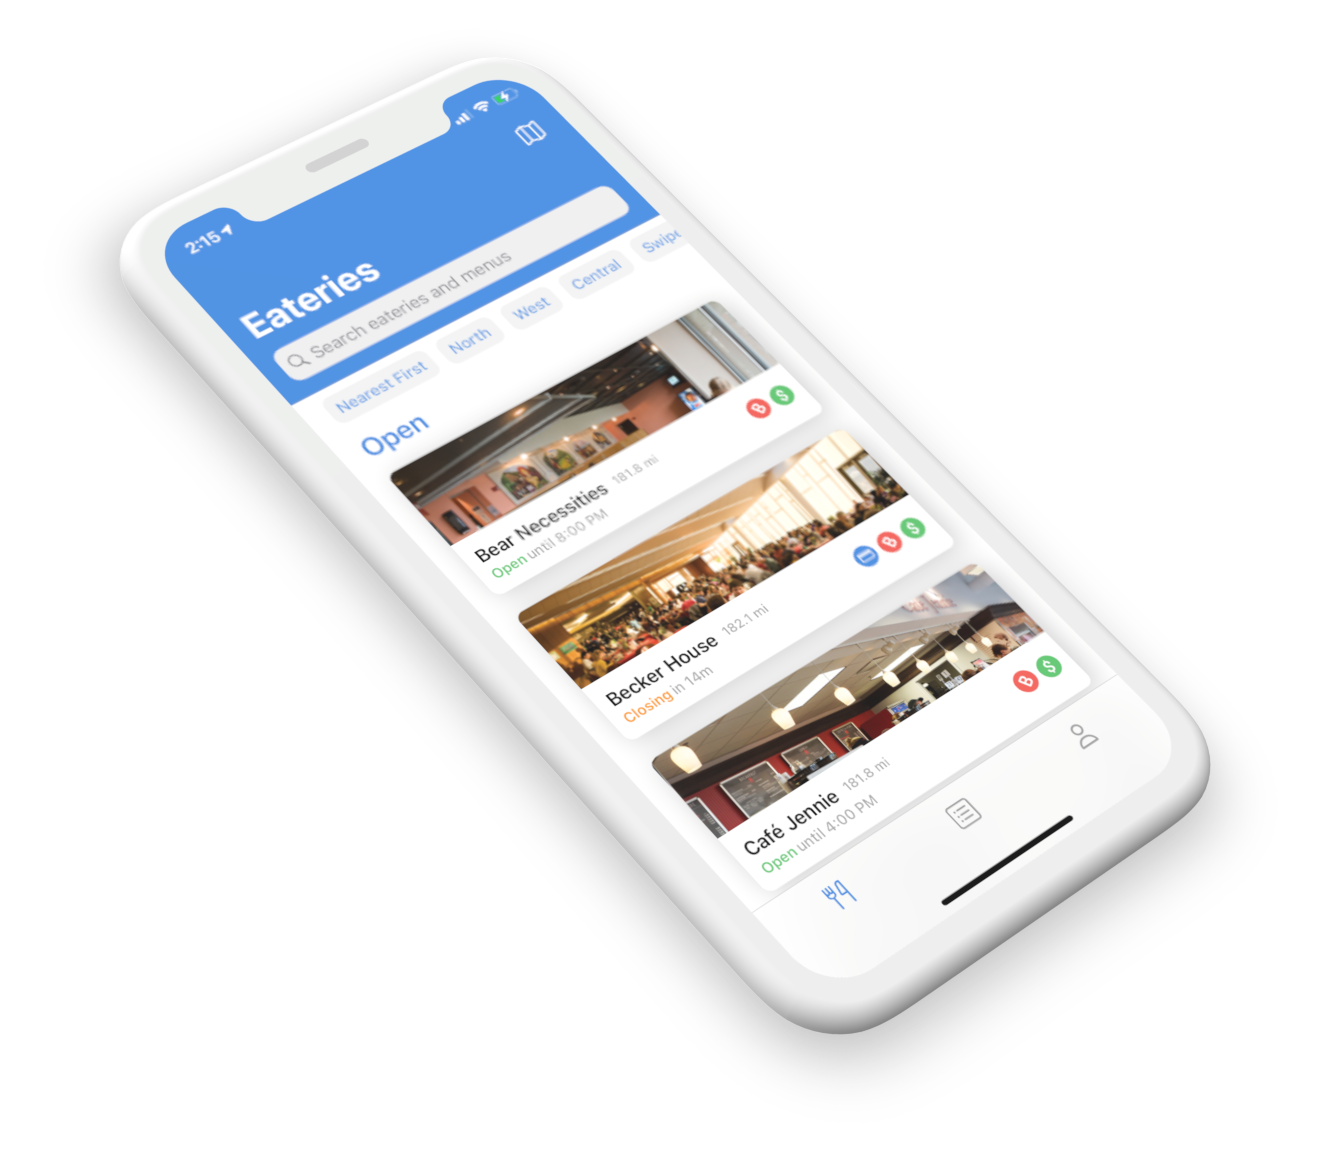 2:15
Eateries
Search eateries and menus
Nearest First
North
West
Central
Swipe
Open
Bear Necessities 181.8 mi
Open until 8:00 PM
B $
Becker House 182.1 mi
Closing in 14m
B $
Café Jennie 181.8 mi
Open until 4:00 PM
B $